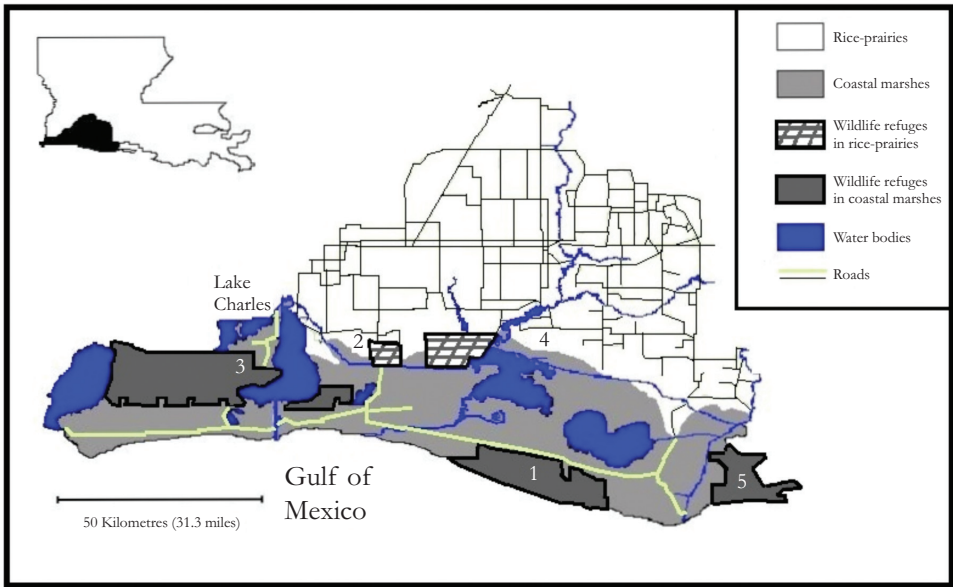 Rice-prairies
Coastal marshes
Wildlife refuges
in rice-prairies
Wildlife refuges
in coastal marshes
Water bodies
Roads
Lake
Charles
2
4
3
1
5
Gulf of
Mexico
50 Kilometres (31.3 miles)